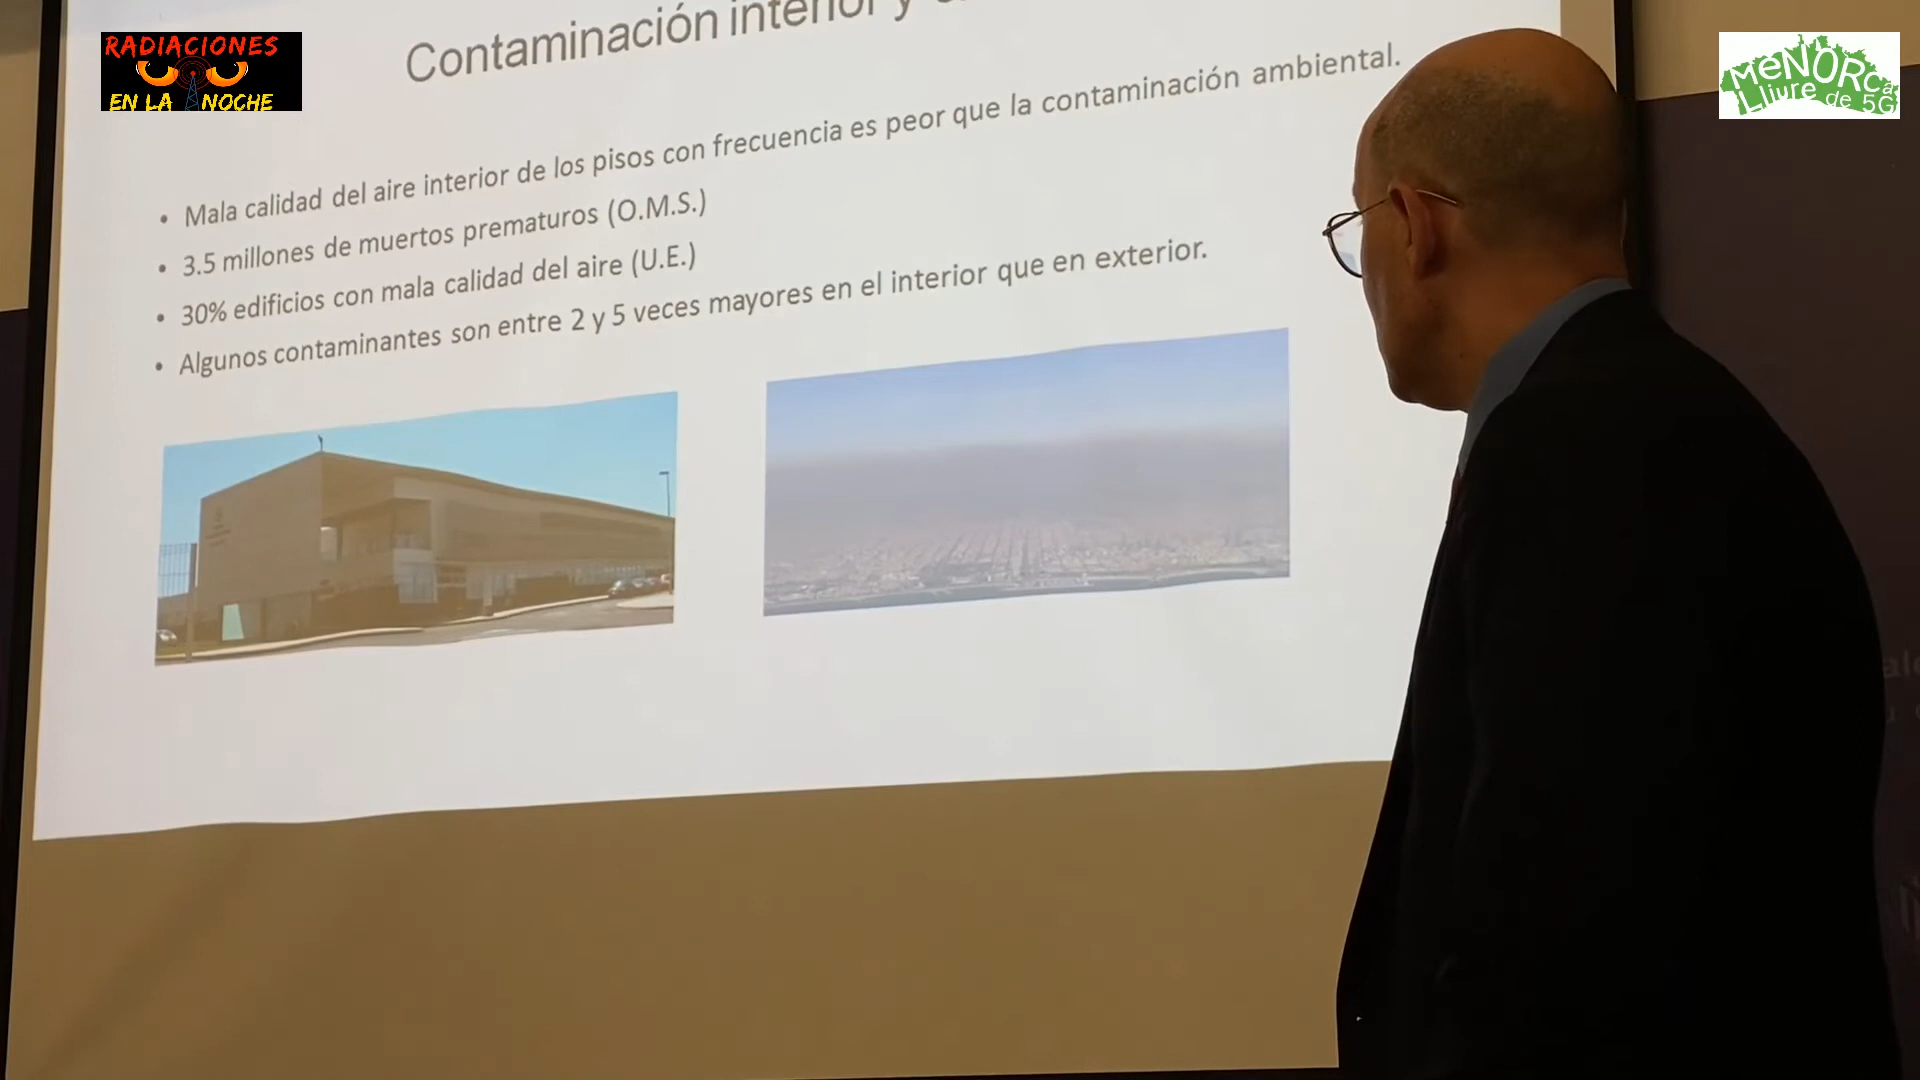 RADIACIONES
EN LA NOCHE
MeNORCa
Lliure de 5G
Contaminación interior y
• Mala calidad del aire interior de los pisos con frecuencia es peor que la contaminación ambiental.
• 3.5 millones de muertos prematuros (O.M.S.)
• 30% edificios con mala calidad del aire (U.E.)
• Algunos contaminantes son entre 2 y 5 veces mayores en el interior que en exterior.